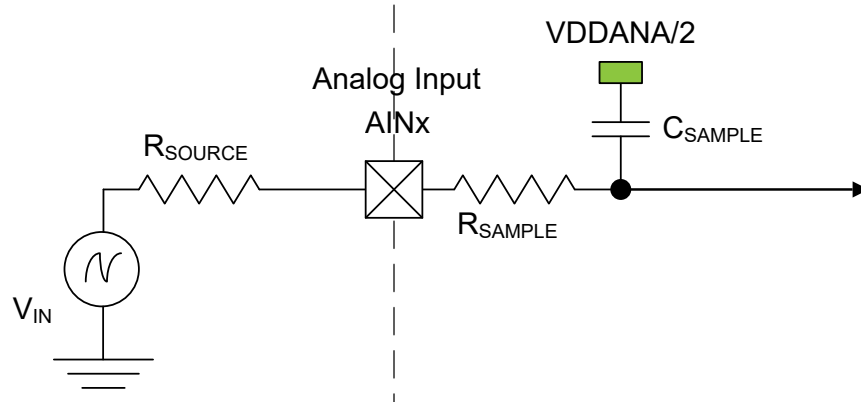 VDDANA/2
Analog Input
AINx
CSAMPLE
RSOURCE
RSAMPLE
VIN